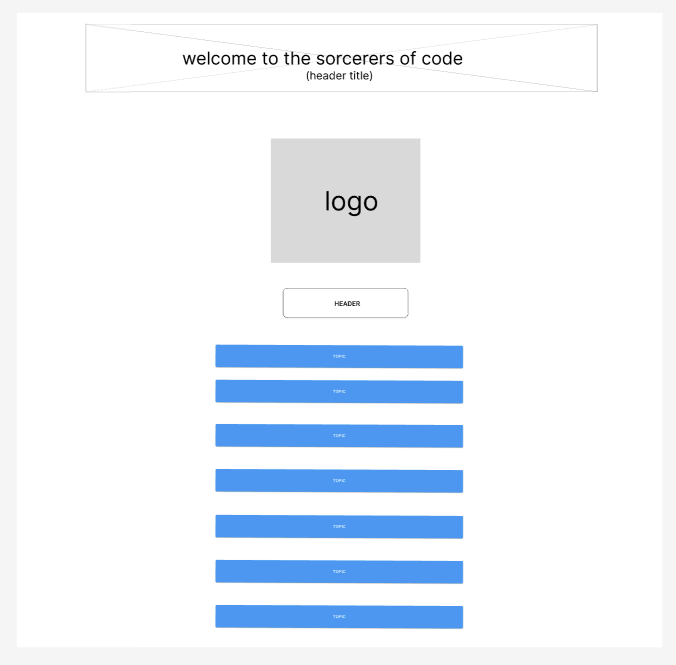 welcome to the sorcerers of code
(header title)
logo
HEADER
TOPIC
TOPIC
TOPIC
TOPIC
TOPIC
TOPIC
TOPIC